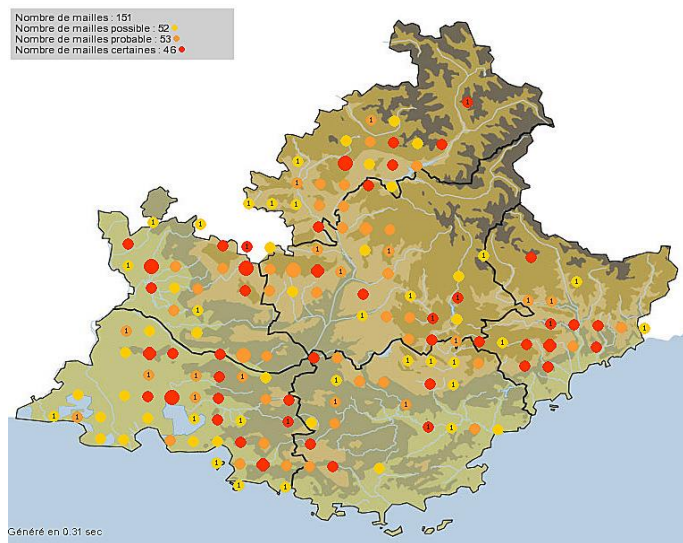 Nombre de mailles : 151
Nombre de mailles possible : 52
Nombre de mailles probable : 53
Nombre de mailles certaines : 46
Généré en 0.31 sec